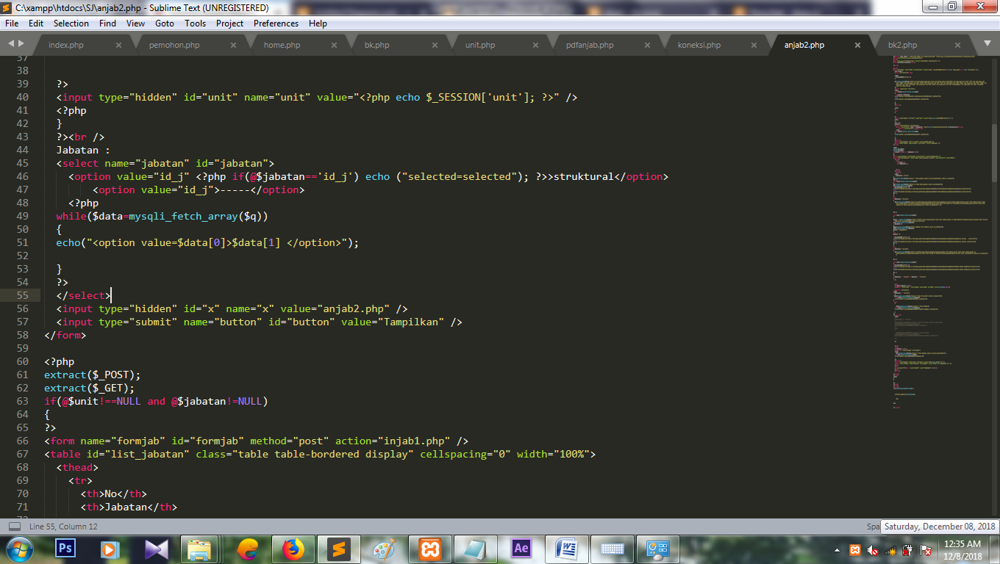 C:\xampp\htdocs\SJ\anjab2.php - Sublime Text (UNREGISTERED)
File Edit Selection Find View Goto Tools Project Preferences Help
index.php × pemohon.php × home.php × bk.php × unit.php × pdfanjab.php × koneksi.php × anjab2.php × bk2.php ×
37
38
39 ?>
40 <input type="hidden" id="unit" name="unit" value="<?php echo $_SESSION['unit']; ?>" />
41 <?php
42 }
43 ?><br />
44 Jabatan :
45 <select name="jabatan" id="jabatan">
46 <option value="id_j" <?php if(@$jabatan=='id_j') echo ("selected=selected"); ?>>struktural</option>
47 <option value="id_j">-----</option>
48 <?php
49 while($data=mysqli_fetch_array($q))
50 {
51 echo("<option value=$data[0]>$data[1] </option>");
52
53 }
54 ?>
55 </select>
56 <input type="hidden" id="x" name="x" value="anjab2.php" />
57 <input type="submit" name="button" id="button" value="Tampilkan" />
58 </form>
59
60 <?php
61 extract($_POST);
62 extract($_GET);
63 if(@$unit!==NULL and @$jabatan!=NULL)
64 {
65 ?>
66 <form name="formjab" id="formjab" method="post" action="injab1.php" />
67 <table id="list_jabatan" class="table table-bordered display" cellspacing="0" width="100%">
68 <thead>
69 <tr>
70 <th>No</th>
71 <th>Jabatan</th>
Line 55, Column 12
Spa
Saturday, December 08, 2018
Ps
Ae
12:35 AM
12/8/2018